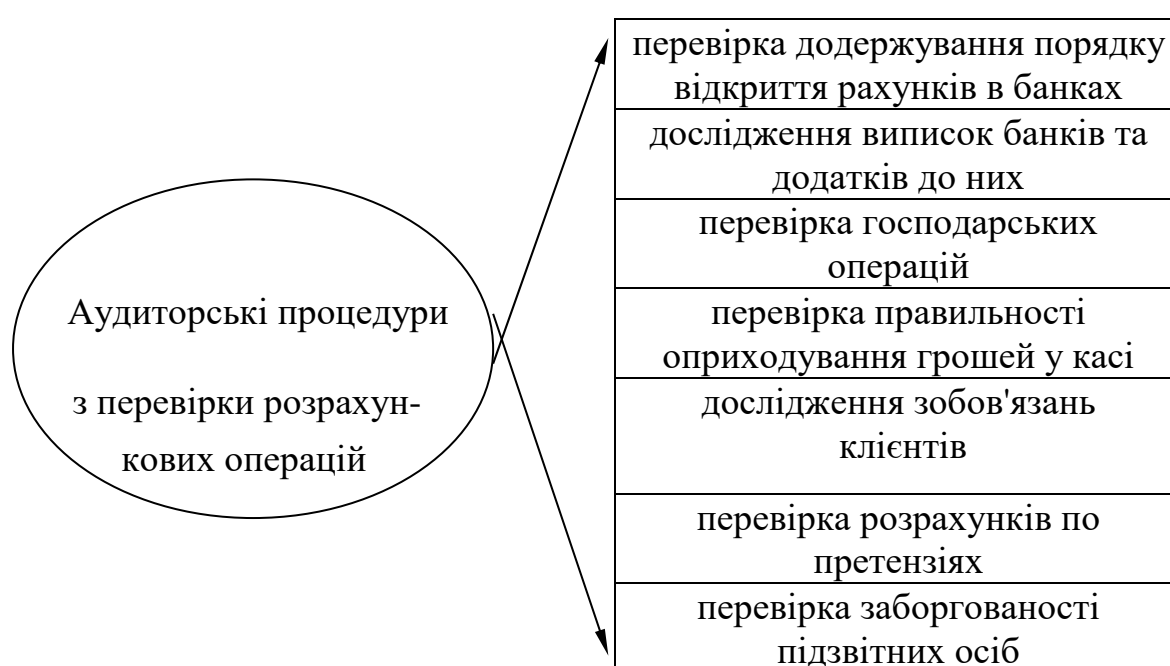 Аудиторські процедури
з перевірки розрахун-
кових операцій
перевірка додержування порядку
відкриття рахунків в банках
дослідження виписок банків та
додатків до них
перевірка господарських
операцій
перевірка правильності
оприходування грошей у касі
дослідження зобов'язань
клієнтів
перевірка розрахунків по
претензіях
перевірка заборгованості
підзвітних осіб